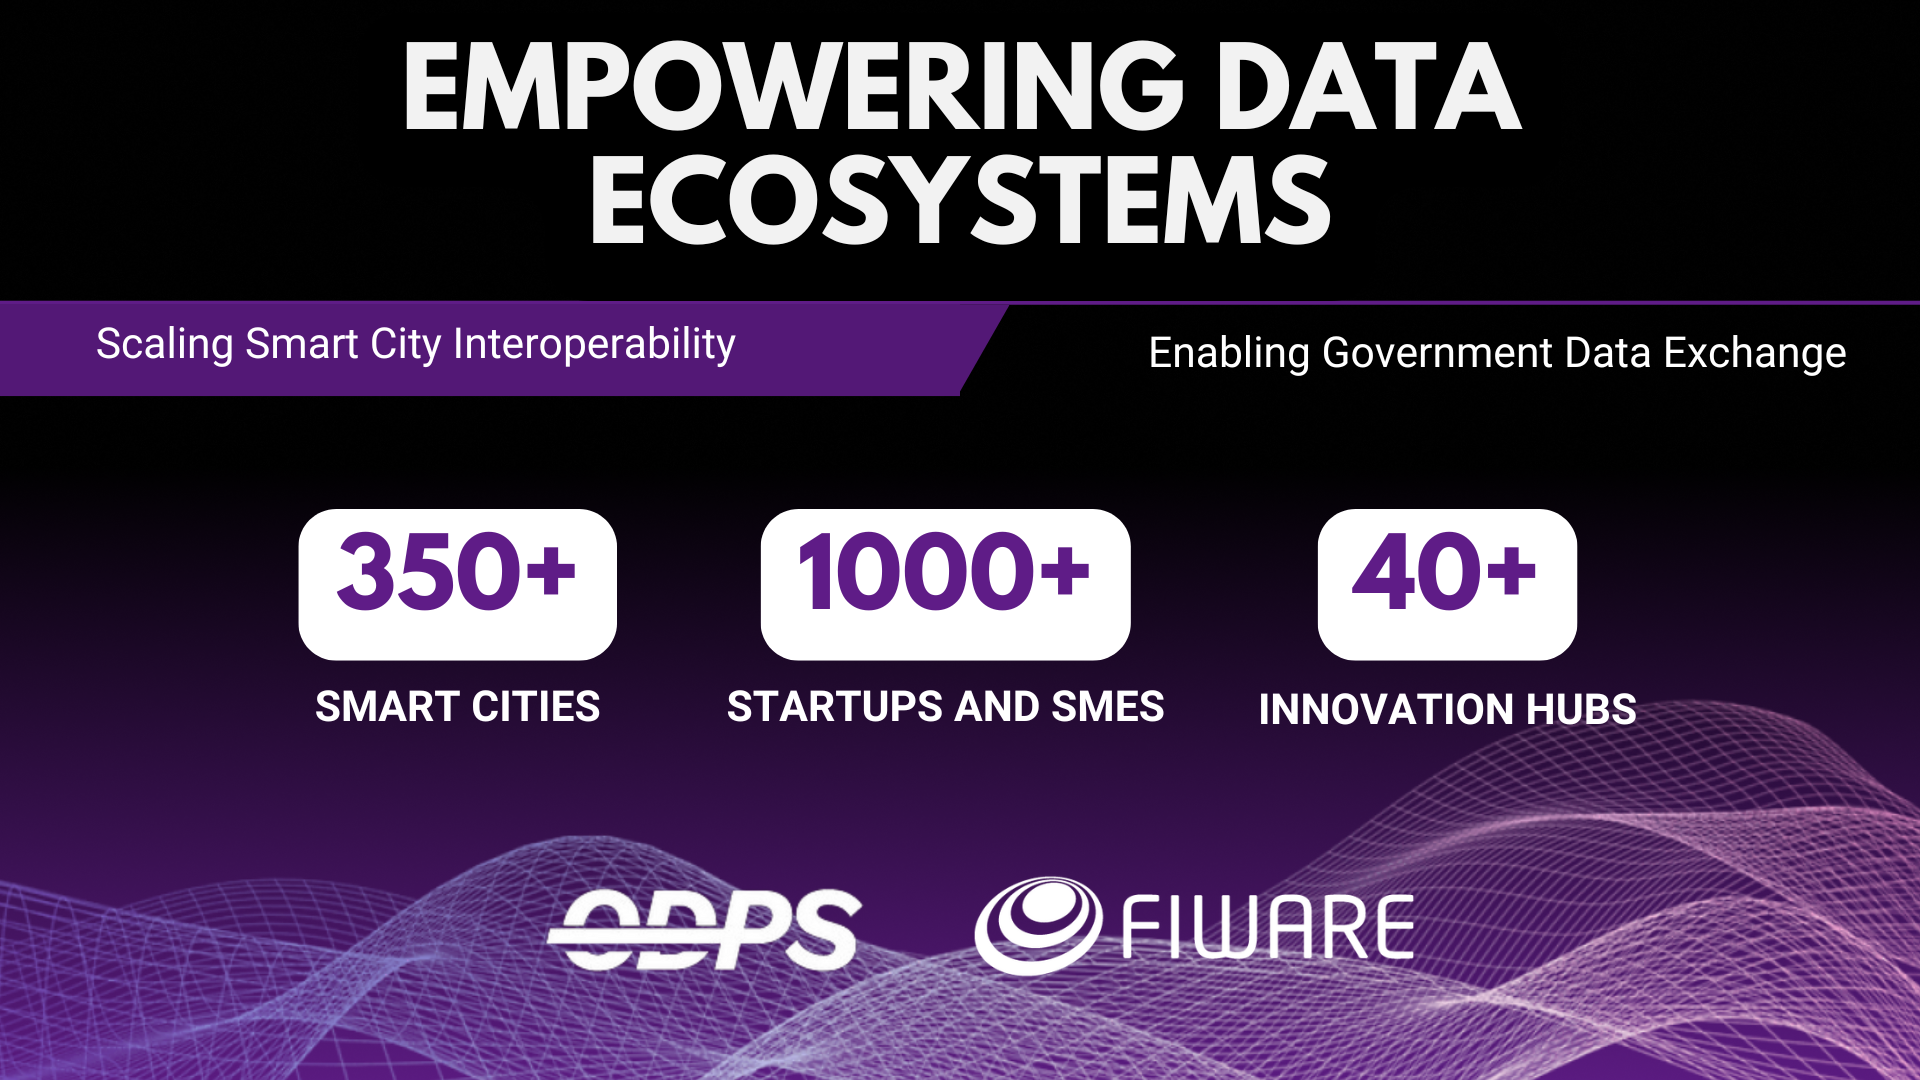 EMPOWERING DATA
ECOSYSTEMS
Scaling Smart City Interoperability
Enabling Government Data Exchange
350+
1000+
40+
SMART CITIES
STARTUPS AND SMES
INNOVATION HUBS
ODPS
FIWARE